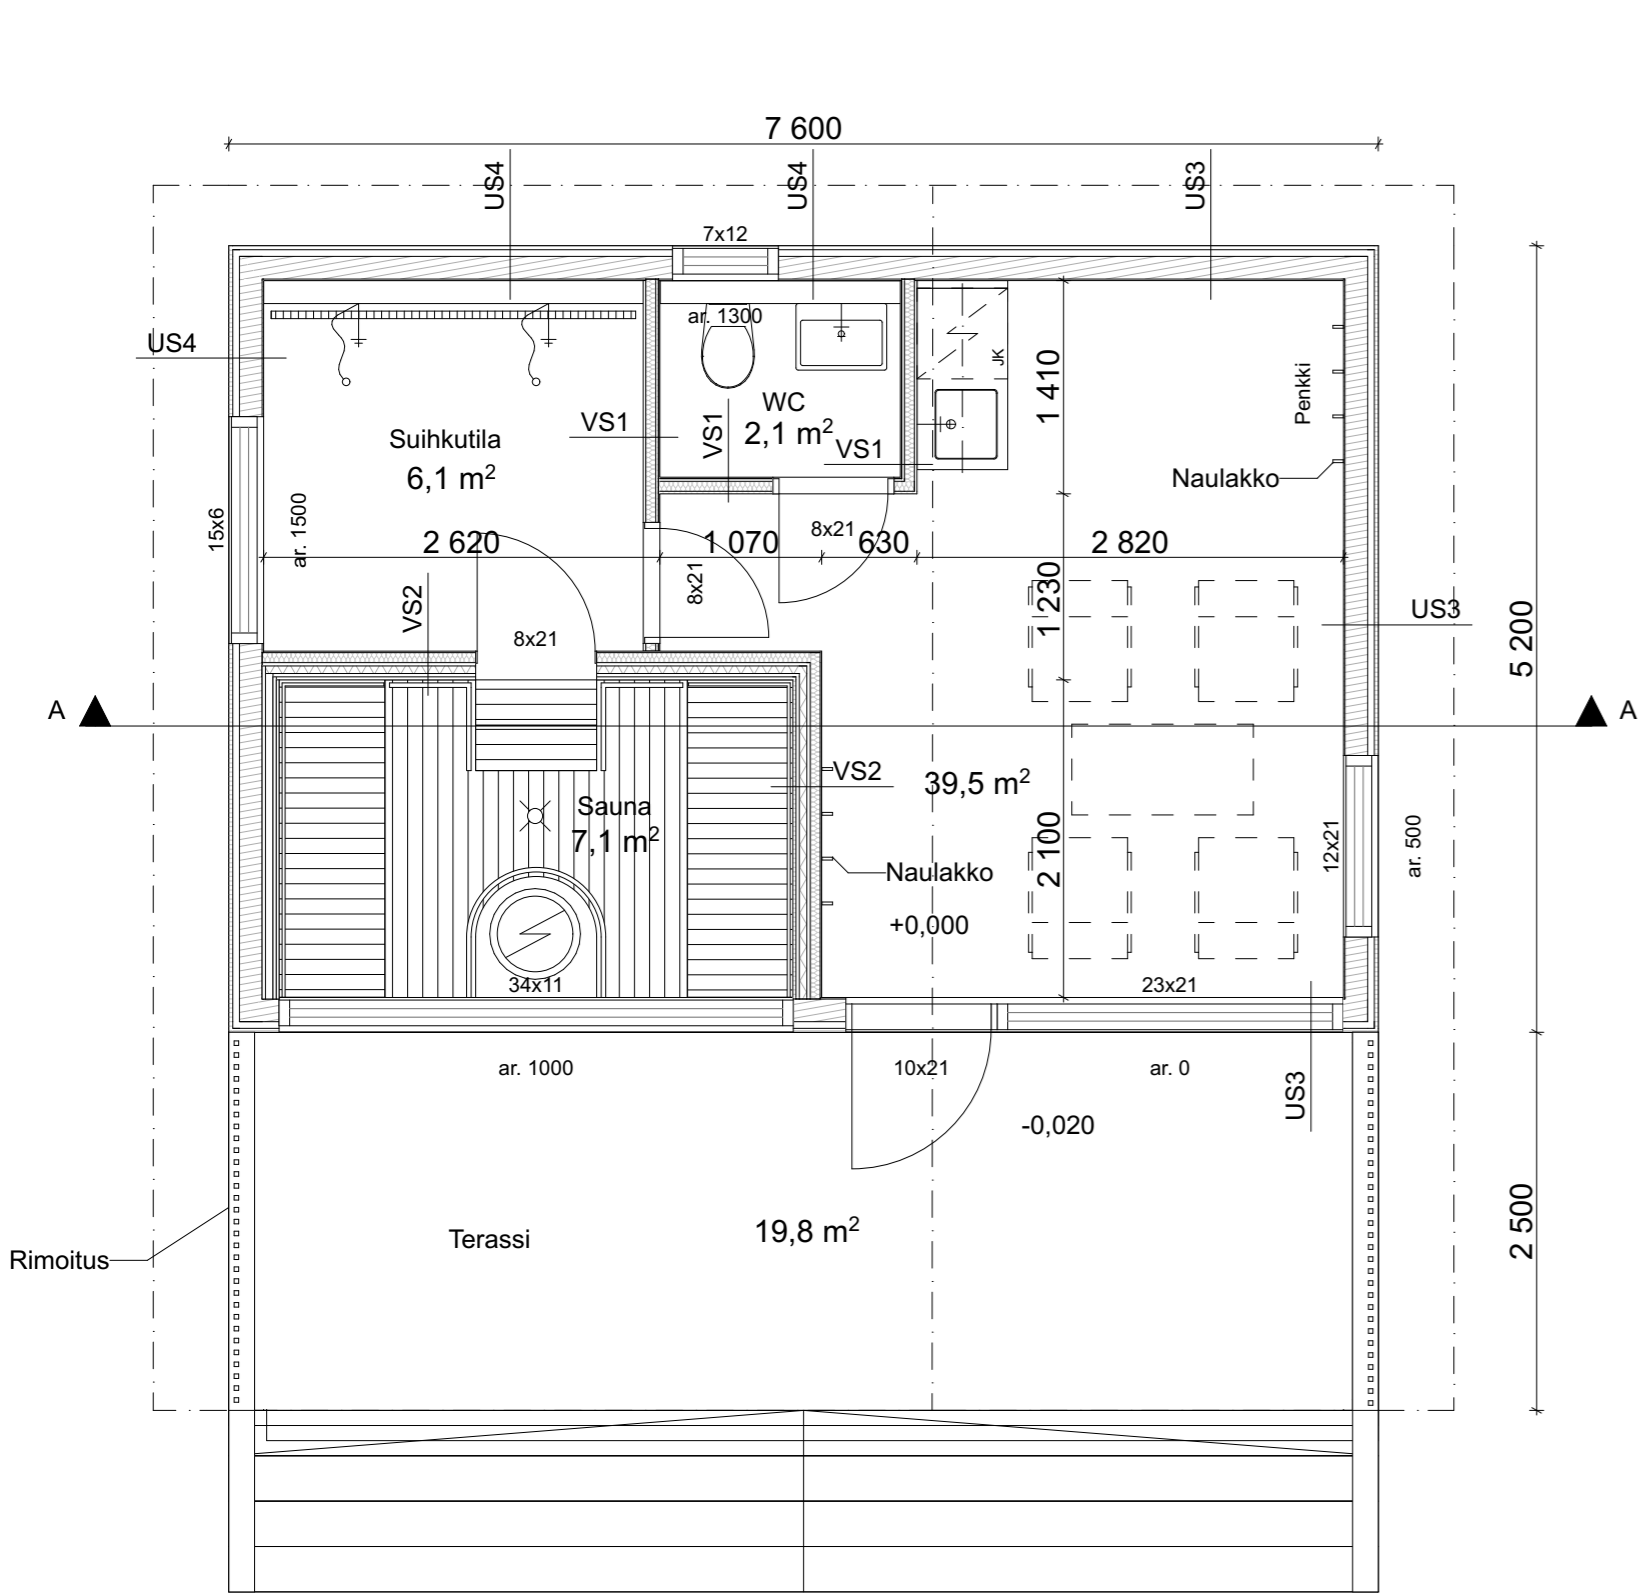 7 600
US4
US4
US3
7x12
ar. 1300
US4
JK
1 410
Penkki
WC
2,1 m²
VS1
VS1
VS1
Suihkutila
6,1 m²
Naulakko
15x6
ar. 1500
2 620
1 070
8x21
630
2 820
8x21
1 230
VS2
8x21
US3
5 200
A
A
VS2
39,5 m²
Sauna
7,1 m²
2 100
12x21
ar. 500
Naulakko
+0,000
34x11
23x21
ar. 1000
10x21
ar. 0
US3
-0,020
2 500
Terassi
19,8 m²
Rimoitus